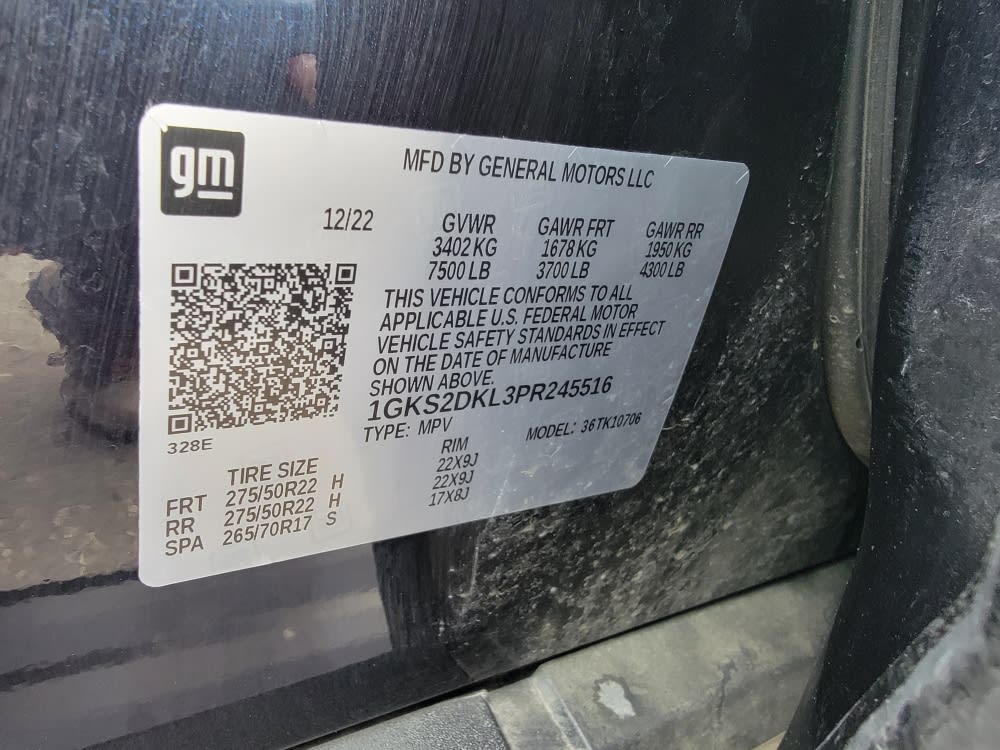 gm
MFD BY GENERAL MOTORS LLC
12/22 GVWR GAWR FRT GAWR RR
3402 KG 1678 KG 1950 KG
7500 LB 3700 LB 4300 LB
THIS VEHICLE CONFORMS TO ALL
APPLICABLE U.S. FEDERAL MOTOR
VEHICLE SAFETY STANDARDS IN EFFECT
ON THE DATE OF MANUFACTURE
SHOWN ABOVE.
1GKS2DKL3PR245516
TYPE: MPV MODEL: 36TK10706
328E
TIRE SIZE RIM
FRT 275/50R22 H 22X9J
RR 275/50R22 H 22X9J
SPA 265/70R17 S 17X8J